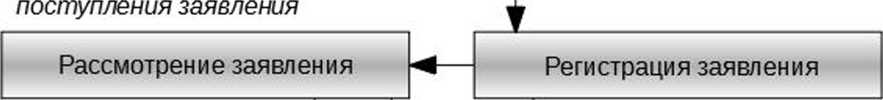 поступления заявления
Рассмотрение заявления
Регистрация заявления